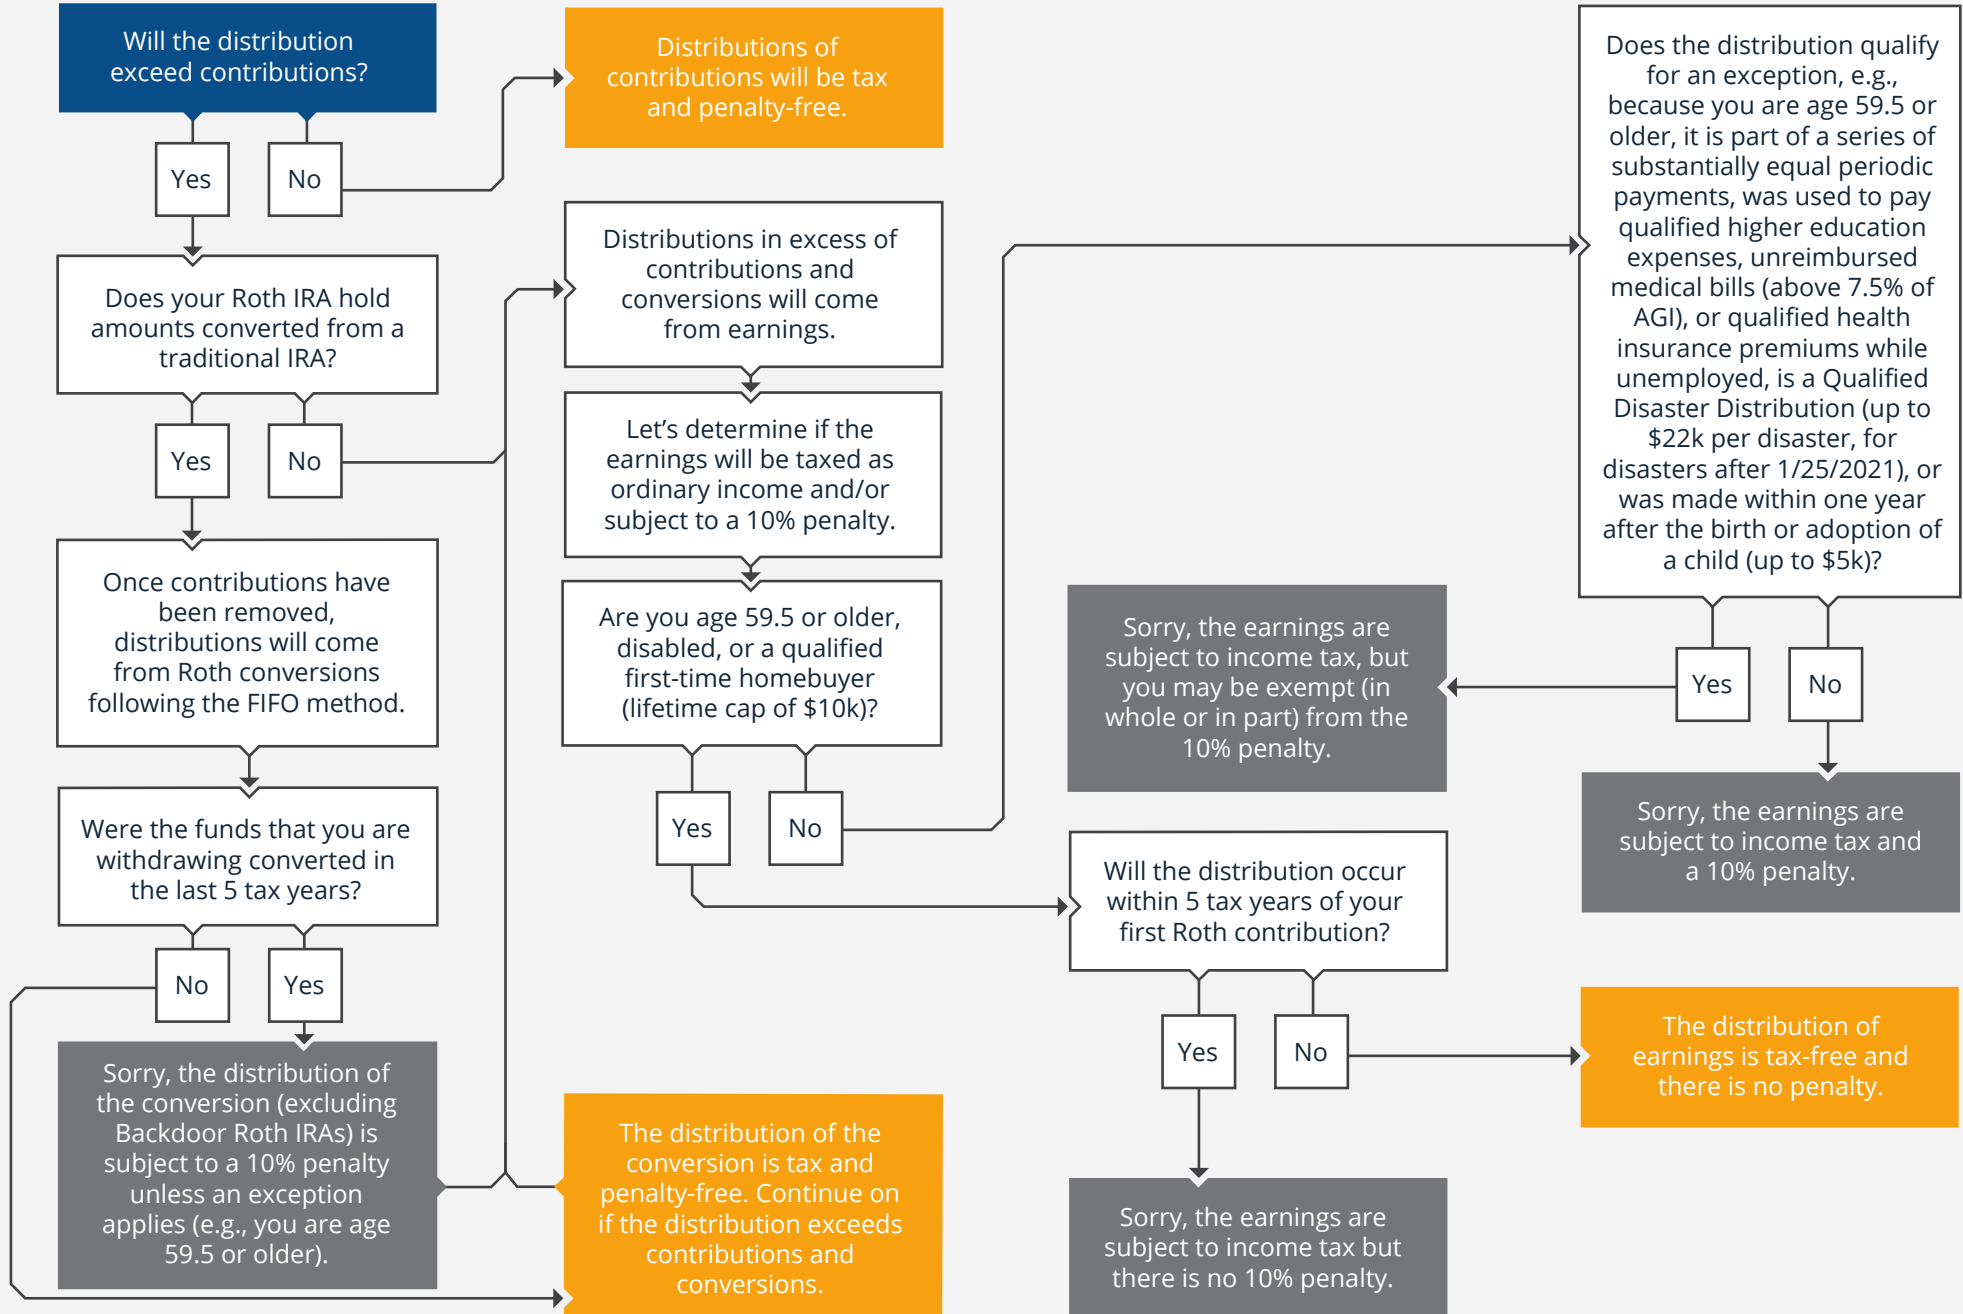 Will the distribution
exceed contributions?
Yes
No
Distributions of
contributions will be tax
and penalty-free.
Does your Roth IRA hold
amounts converted from a
traditional IRA?
Yes
No
Once contributions have
been removed,
distributions will come
from Roth conversions
following the FIFO method.
Were the funds that you are
withdrawing converted in
the last 5 tax years?
No
Yes
Sorry, the distribution of
the conversion (excluding
Backdoor Roth IRAs) is
subject to a 10% penalty
unless an exception
applies (e.g., you are age
59.5 or older).
The distribution of the
conversion is tax and
penalty-free. Continue on
if the distribution exceeds
contributions and
conversions.
Distributions in excess of
contributions and
conversions will come
from earnings.
Let’s determine if the
earnings will be taxed as
ordinary income and/or
subject to a 10% penalty.
Are you age 59.5 or older,
disabled, or a qualified
first-time homebuyer
(lifetime cap of $10k)?
Yes
No
Will the distribution occur
within 5 tax years of your
first Roth contribution?
Yes
No
Sorry, the earnings are
subject to income tax but
there is no 10% penalty.
The distribution of
earnings is tax-free and
there is no penalty.
Does the distribution qualify
for an exception, e.g.,
because you are age 59.5 or
older, it is part of a series of
substantially equal periodic
payments, was used to pay
qualified higher education
expenses, unreimbursed
medical bills (above 7.5% of
AGI), or qualified health
insurance premiums while
unemployed, is a Qualified
Disaster Distribution (up to
$22k per disaster, for
disasters after 1/25/2021), or
was made within one year
after the birth or adoption of
a child (up to $5k)?
Yes
No
Sorry, the earnings are
subject to income tax, but
you may be exempt (in
whole or in part) from the
10% penalty.
Sorry, the earnings are
subject to income tax and
a 10% penalty.